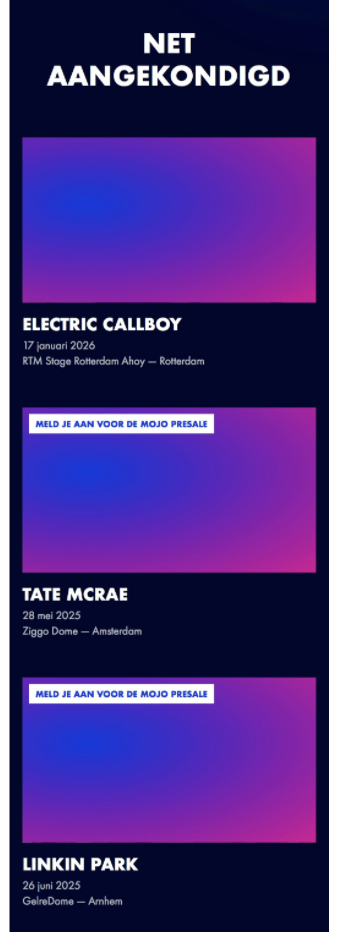 NET
AANGEKONDIGD
ELECTRIC CALLBOY
17 januari 2026
RTM Stage Rotterdam Ahoy — Rotterdam
MELD JE AAN VOOR DE MOJO PRESALE
TATE MCRAE
28 mei 2025
Ziggo Dome — Amsterdam
MELD JE AAN VOOR DE MOJO PRESALE
LINKIN PARK
26 juni 2025
GelreDome — Arnhem